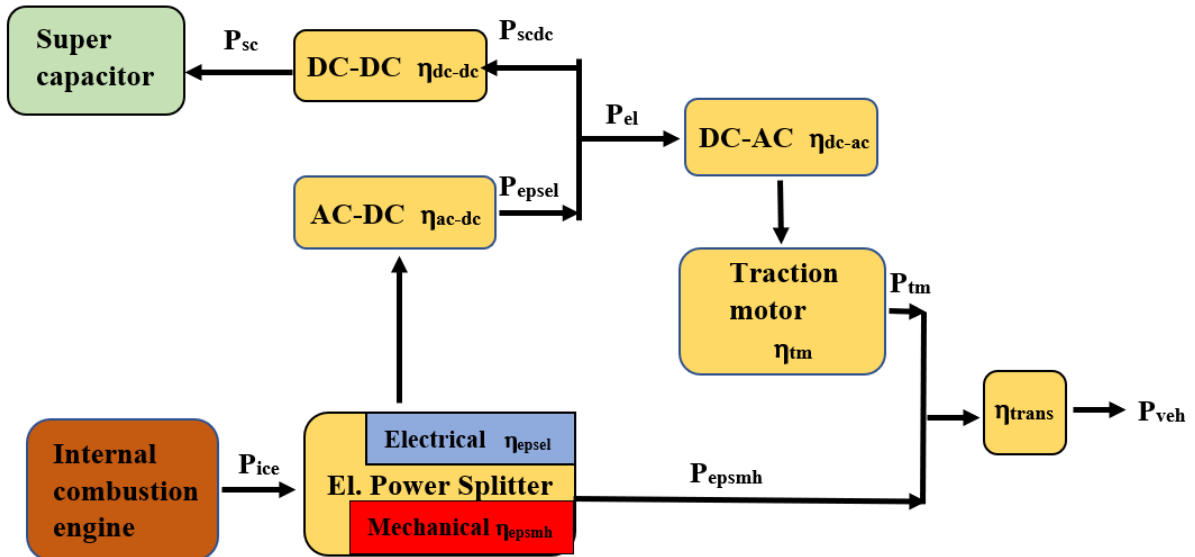 Super
capacitor
Psc
DC-DC ηdc-dc
Pscdc
Pel
DC-AC ηdc-ac
AC-DC ηac-dc
Pepsel
Traction
motor
ηtm
Ptm
ηtrans
Pveh
Internal
combustion
engine
Pice
Electrical ηepsel
El. Power Splitter
Mechanical ηepsmh
Pepsmh